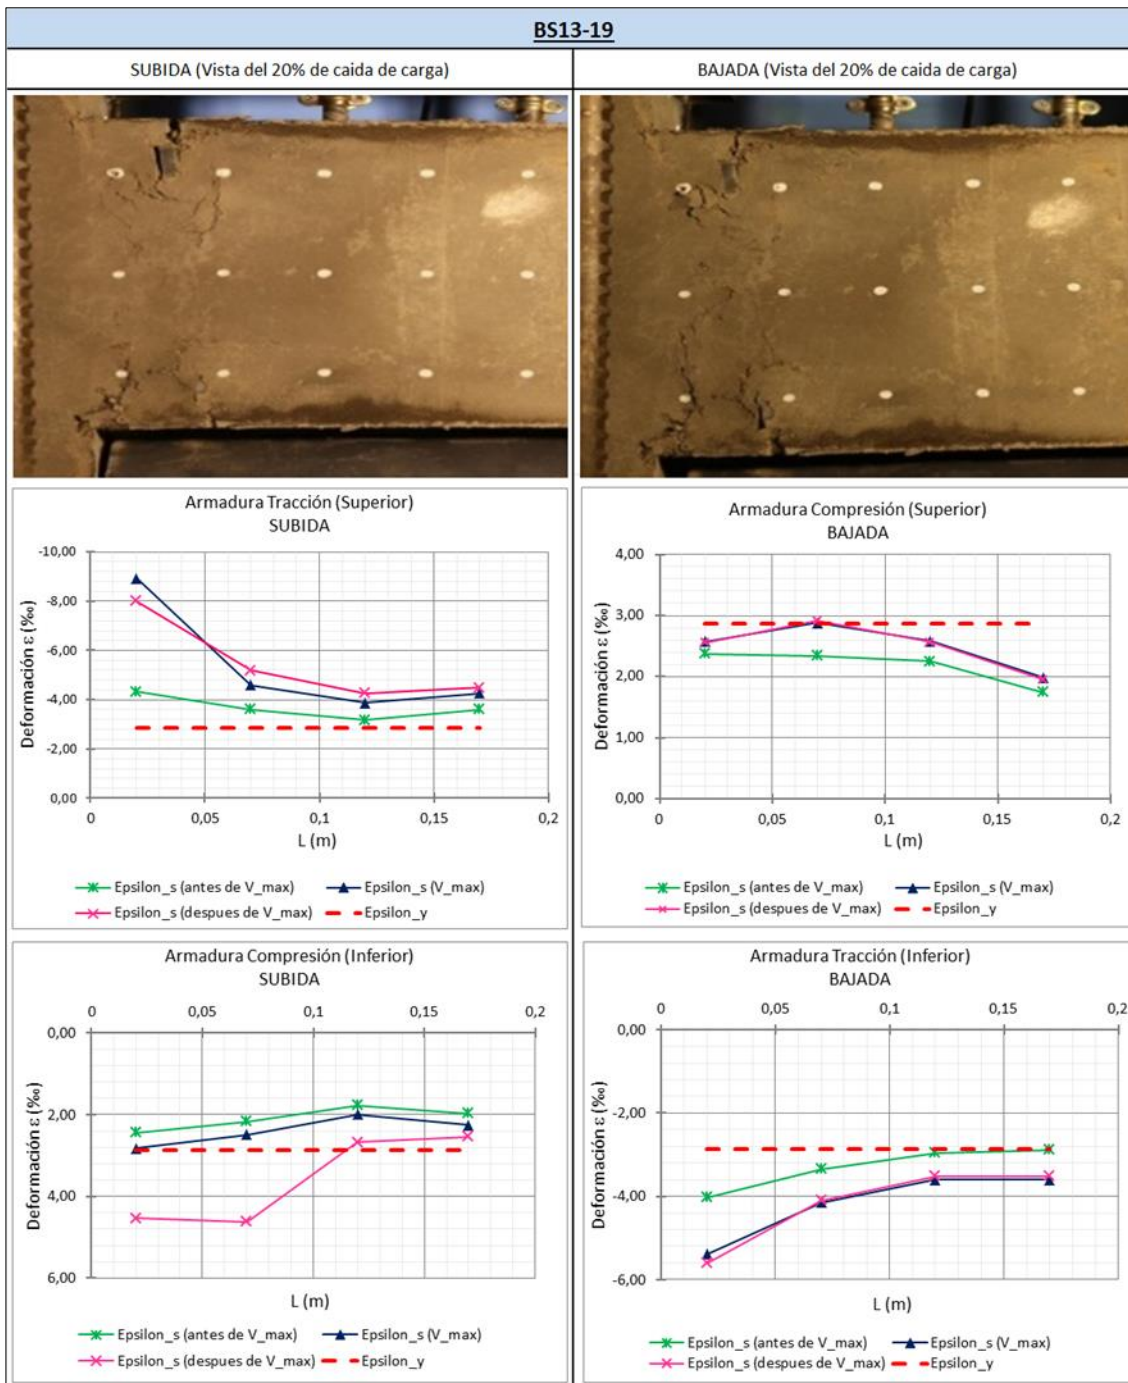 BS13-19
SUBIDA (Vista del 20% de caida de carga)
BAJADA (Vista del 20% de caida de carga)
Armadura Tracción (Superior)
SUBIDA
-10,00
-8,00
-6,00
-4,00
-2,00
0,00
Deformación ε (‰)
0 0,05 0,1 0,15 0,2
L (m)
Epsilon_s (antes de V_max) Epsilon_s (V_max)
Epsilon_s (despues de V_max) Epsilon_y
Armadura Compresión (Superior)
BAJADA
4,00
3,00
2,00
1,00
0,00
Deformación ε (‰)
0 0,05 0,1 0,15 0,2
L (m)
Epsilon_s (antes de V_max) Epsilon_s (V_max)
Epsilon_s (despues de V_max) Epsilon_y
Armadura Compresión (Inferior)
SUBIDA
0 0,05 0,1 0,15 0,2
0,00
2,00
4,00
6,00
Deformación ε (‰)
L (m)
Epsilon_s (antes de V_max) Epsilon_s (V_max)
Epsilon_s (despues de V_max) Epsilon_y
Armadura Tracción (Inferior)
BAJADA
0 0,05 0,1 0,15 0,2
0,00
-2,00
-4,00
-6,00
Deformación ε (‰)
L (m)
Epsilon_s (antes de V_max) Epsilon_s (V_max)
Epsilon_s (despues de V_max) Epsilon_y